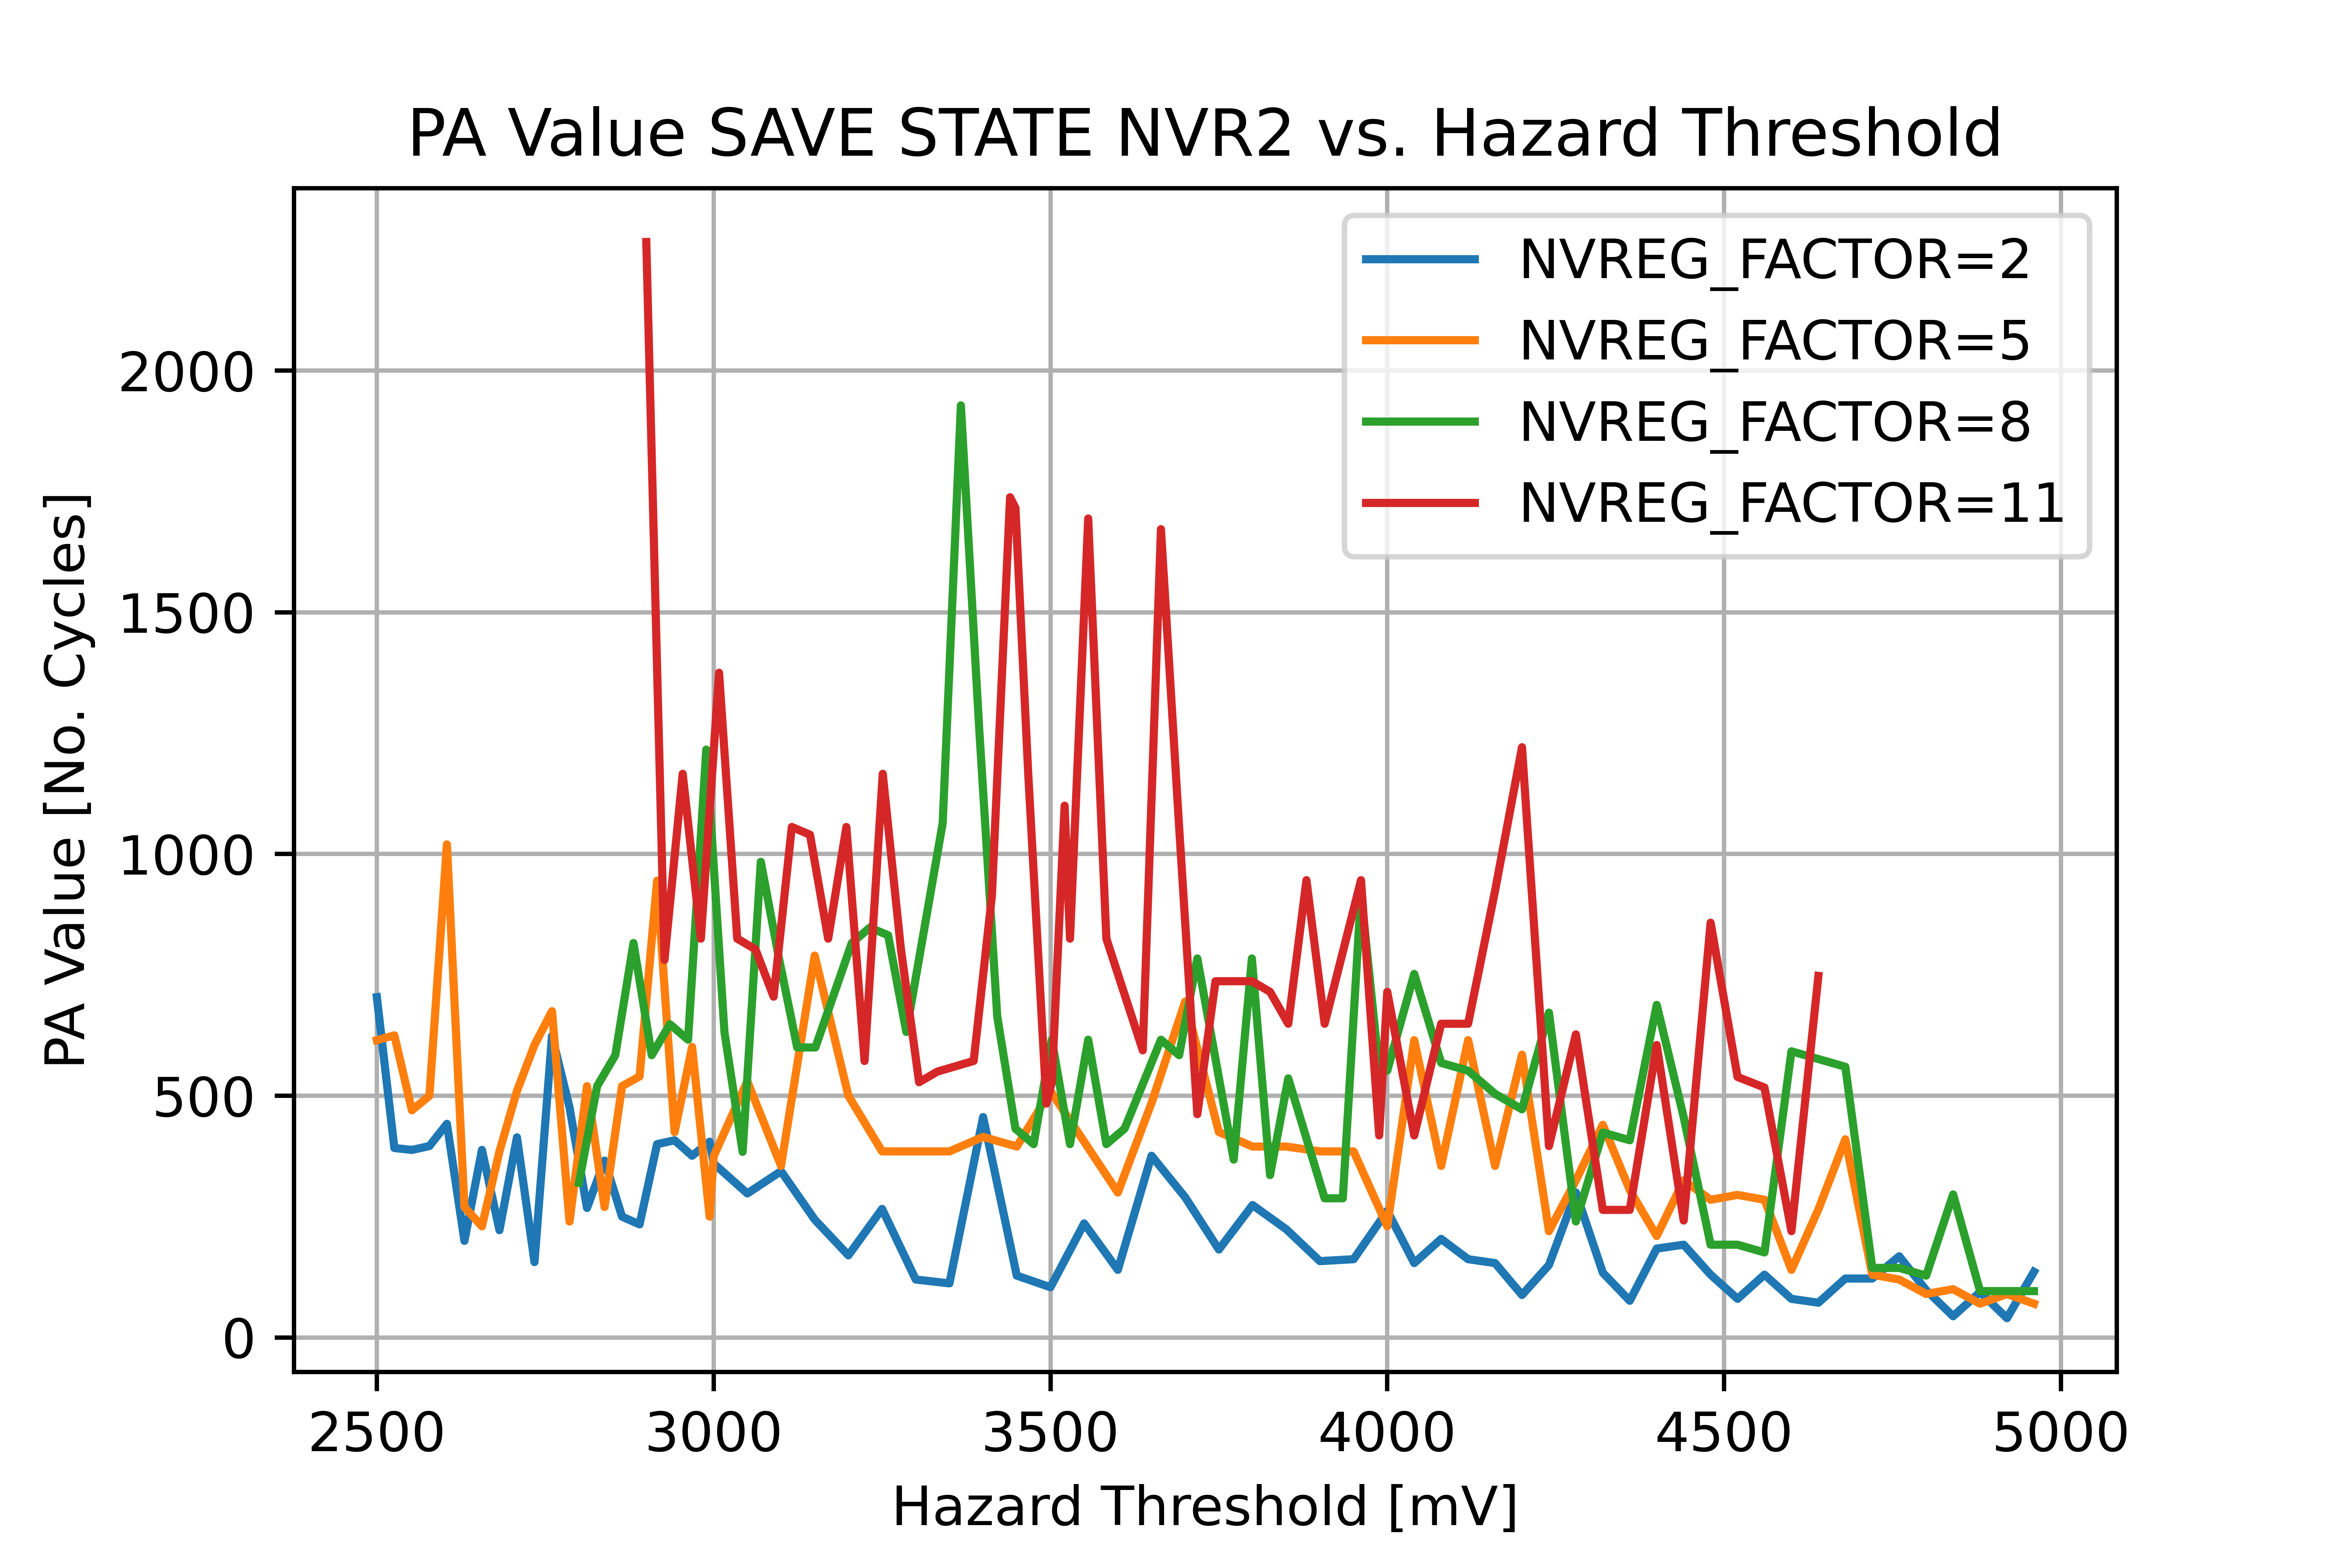 PA Value SAVE STATE NVR2 vs. Hazard Threshold
NVREG_FACTOR=2
NVREG_FACTOR=5
NVREG_FACTOR=8
NVREG_FACTOR=11
PA Value [No. Cycles]
2000
1500
1000
500
0
2500 3000 3500 4000 4500 5000
Hazard Threshold [mV]